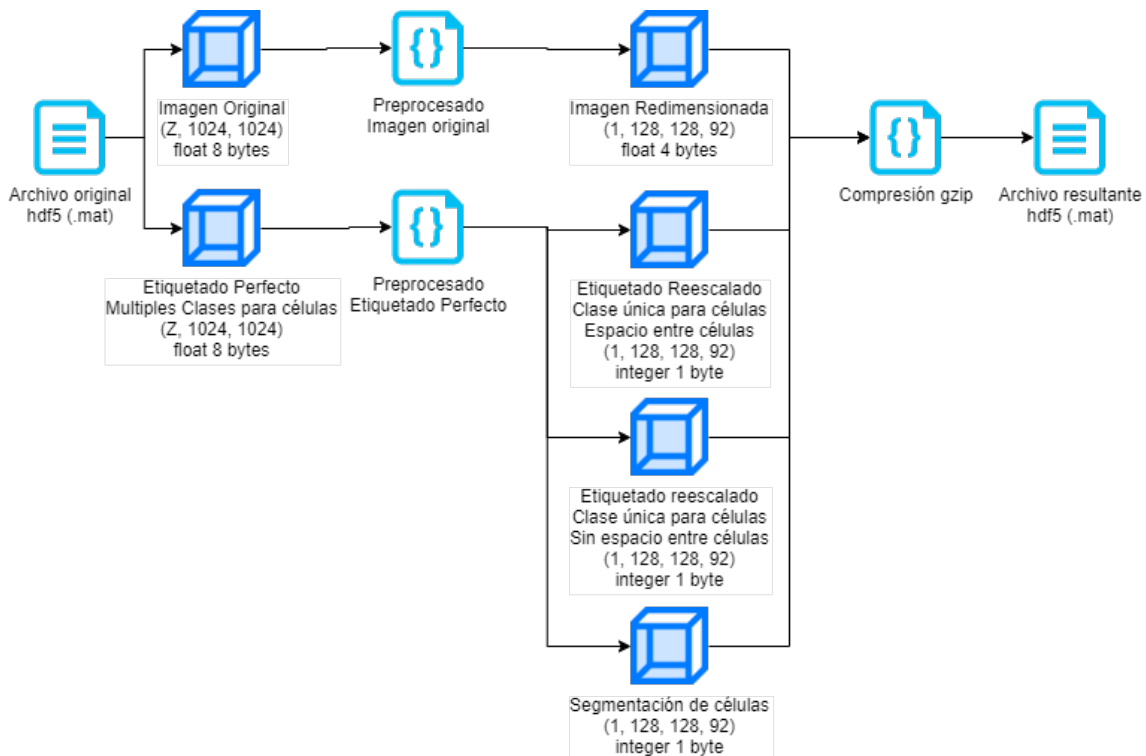 Archivo original
hdf5 (.mat)
Imagen Original
(Z, 1024, 1024)
float 8 bytes
Preprocesado
Imagen original
Imagen Redimensionada
(1, 128, 128, 92)
float 4 bytes
Etiquetado Perfecto
Multiples Clases para células
(Z, 1024, 1024)
float 8 bytes
Preprocesado
Etiquetado Perfecto
Etiquetado Reescalado
Clase única para células
Espacio entre células
(1, 128, 128, 92)
integer 1 byte
Etiquetado reescalado
Clase única para células
Sin espacio entre células
(1, 128, 128, 92)
integer 1 byte
Segmentación de células
(1, 128, 128, 92)
integer 1 byte
Compresión gzip
Archivo resultante
hdf5 (.mat)